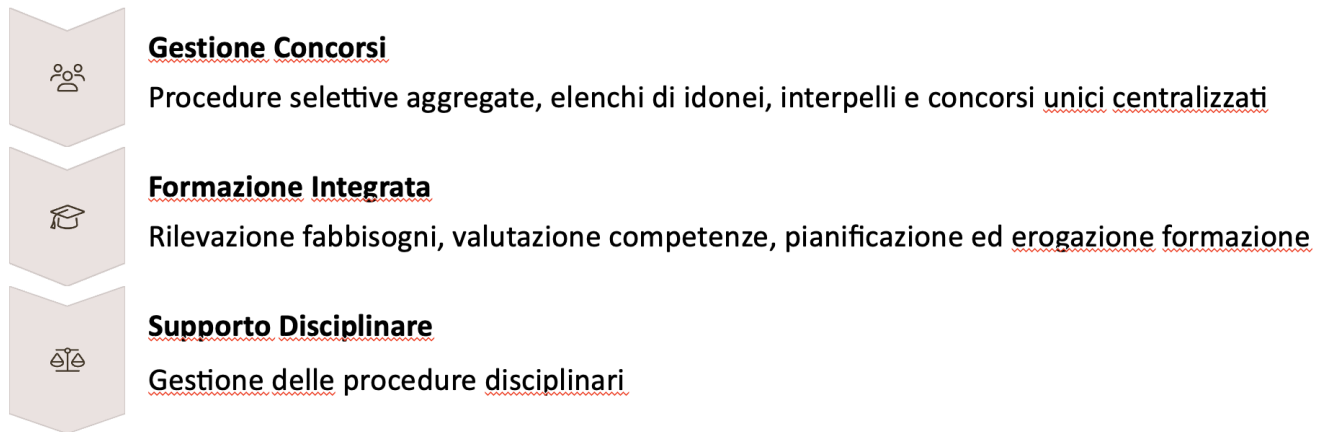 Gestione Concorsi
Procedure selettive aggregate, elenchi di idonei, interpelli e concorsi unici centralizzati
Formazione Integrata
Rilevazione fabbisogni, valutazione competenze, pianificazione ed erogazione formazione
Supporto Disciplinare
Gestione delle procedure disciplinari